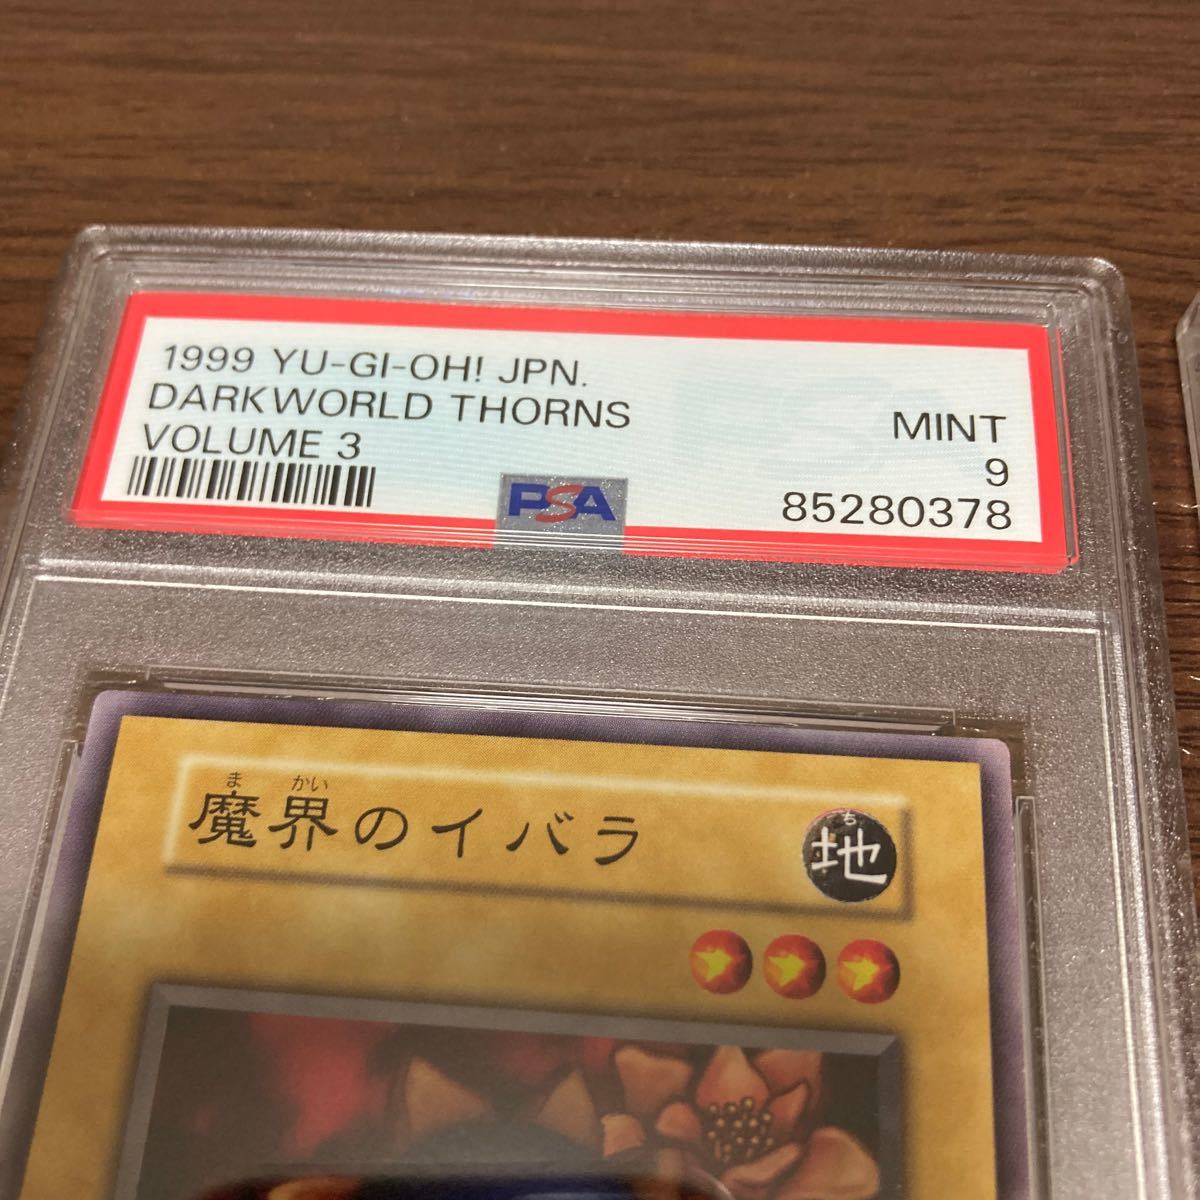 1999 YU-GI-OH! JPN.
DARKWORLD THORNS
VOLUME 3
MINT
9
85280378
PSA
ま かい
魔界のイバラ
ち
地